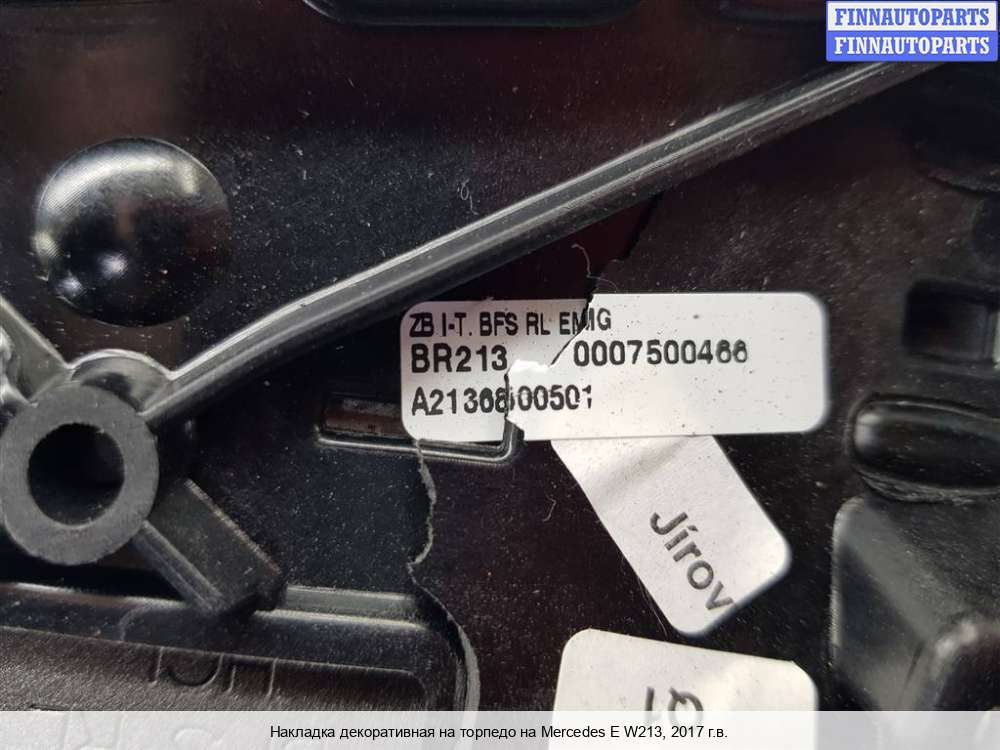 FINNAUTOPARTS
FINNAUTOPARTS
ZB I-T. BFS RL EMIG
BR213 0007500466
A2136800501
Jírov
Накладка декоративная на торпедо на Mercedes E W213, 2017 г.в.